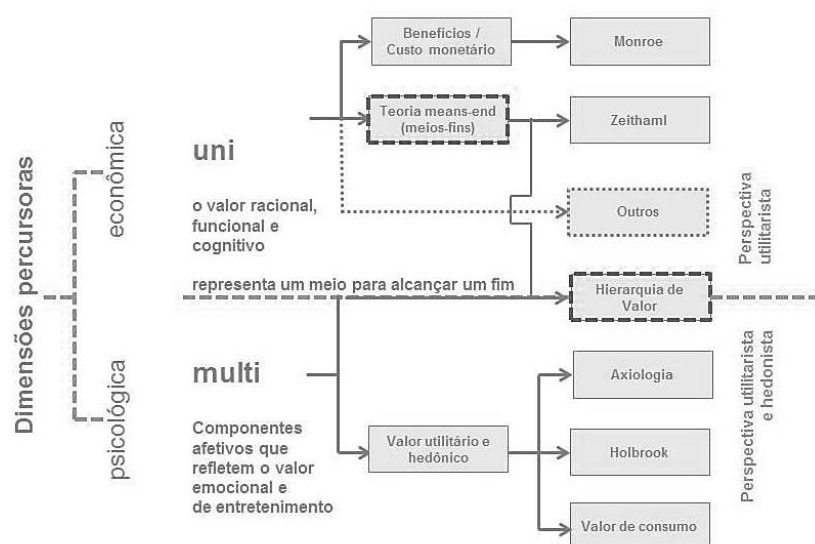 Dimensões percursoras
econômica
psicológica
uni
o valor racional,
funcional e
cognitivo
representa um meio para alcançar um fim
multi
Componentes
afetivos que
refletem o valor
emocional e
de entretenimento
Benefícios /
Custo monetário
Monroe
Teoria means-end
(meios-fins)
Zeithaml
Outros
Hierarquia de
Valor
Valor utilitário e
hedônico
Axiologia
Holbrook
Valor de consumo
Perspectiva
utilitarista
Perspectiva utilitarista
e hedonista